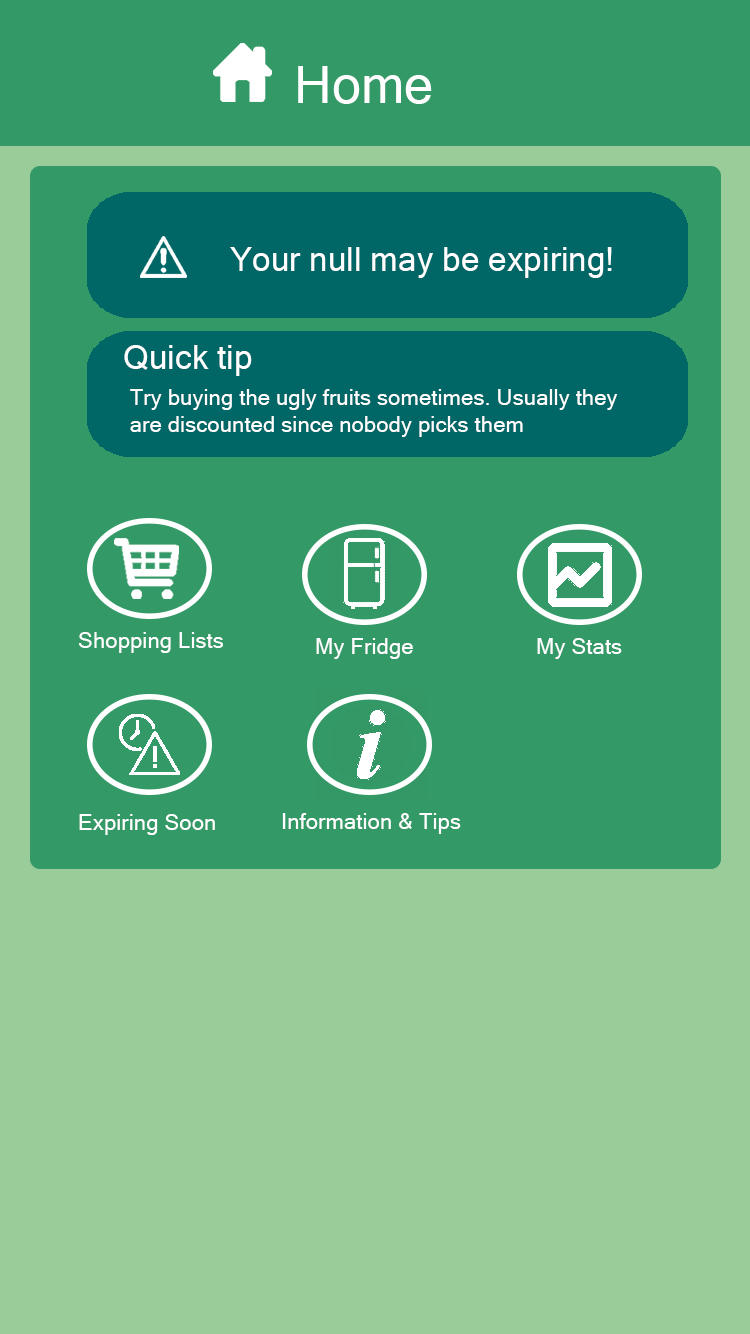 Home
Your null may be expiring!
Quick tip
Try buying the ugly fruits sometimes. Usually they
are discounted since nobody picks them
Shopping Lists
My Fridge
My Stats
Expiring Soon
Information & Tips